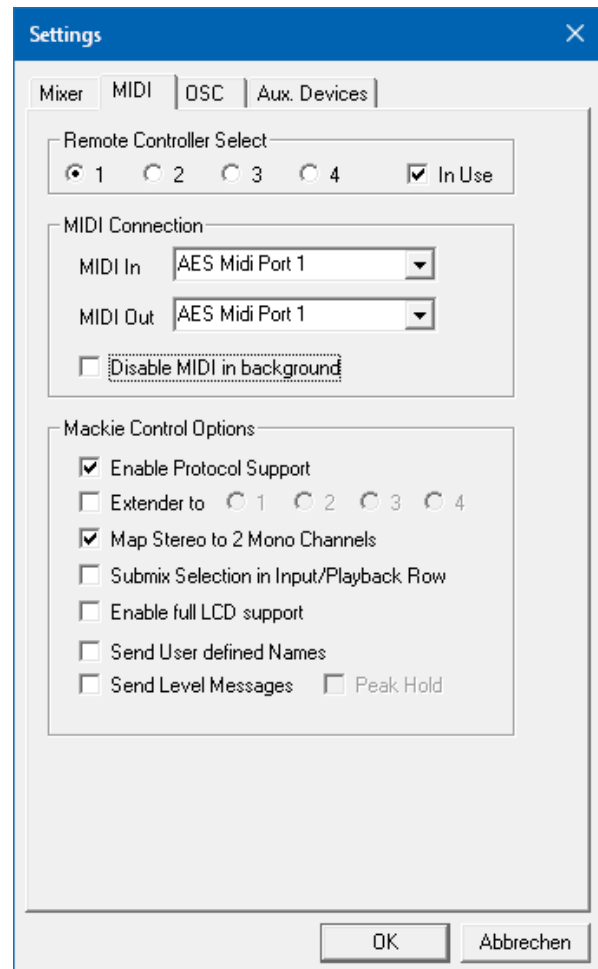 Settings
Mixer MIDI OSC Aux. Devices
Remote Controller Select
1 2 3 4 In Use
MIDI Connection
MIDI In AES Midi Port 1
MIDI Out AES Midi Port 1
Disable MIDI in background
Mackie Control Options
Enable Protocol Support
Extender to 1 2 3 4
Map Stereo to 2 Mono Channels
Submix Selection in Input/Playback Row
Enable full LCD support
Send User defined Names
Send Level Messages Peak Hold
OK Abbrechen